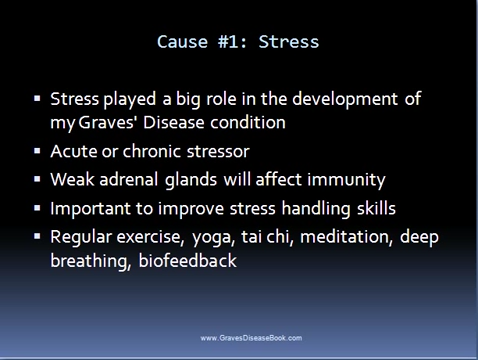 Cause #1: Stress
▪ Stress played a big role in the development of
my Graves' Disease condition
▪ Acute or chronic stressor
▪ Weak adrenal glands will affect immunity
▪ Important to improve stress handling skills
▪ Regular exercise, yoga, tai chi, meditation, deep
breathing, biofeedback
www.GravesDiseaseBook.com